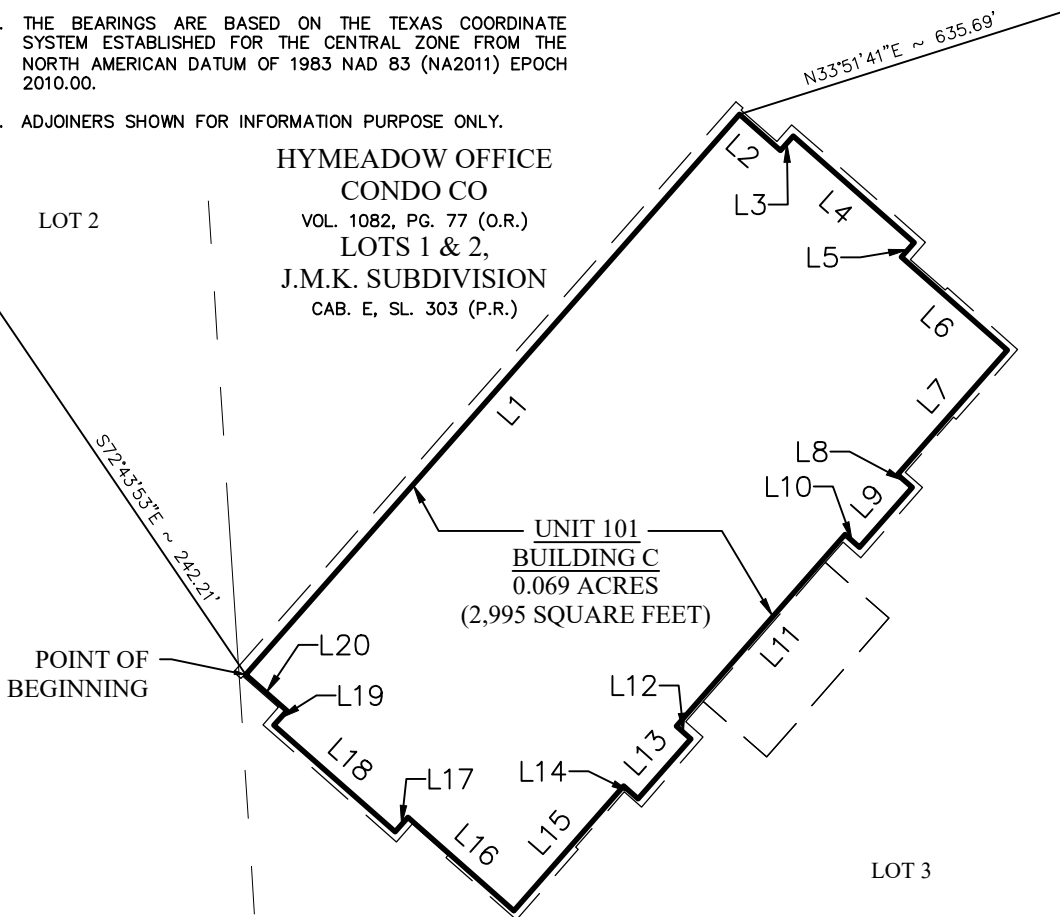 . THE BEARINGS ARE BASED ON THE TEXAS COORDINATE
SYSTEM ESTABLISHED FOR THE CENTRAL ZONE FROM THE
NORTH AMERICAN DATUM OF 1983 NAD 83 (NA2011) EPOCH
2010.00.
. ADJOINERS SHOWN FOR INFORMATION PURPOSE ONLY.
N33°51'41"E ~ 635.69'
HYMEADOW OFFICE
CONDO CO
VOL. 1082, PG. 77 (O.R.)
LOTS 1 & 2,
J.M.K. SUBDIVISION
CAB. E, SL. 303 (P.R.)
LOT 2
L2
L3
L4
L5
L6
L1
L7
S72°43'53"E ~ 242.21'
L8
L10
L9
UNIT 101
BUILDING C
0.069 ACRES
(2,995 SQUARE FEET)
L11
L20
POINT OF
BEGINNING
L19
L12
L18
L13
L17
L14
L15
L16
LOT 3